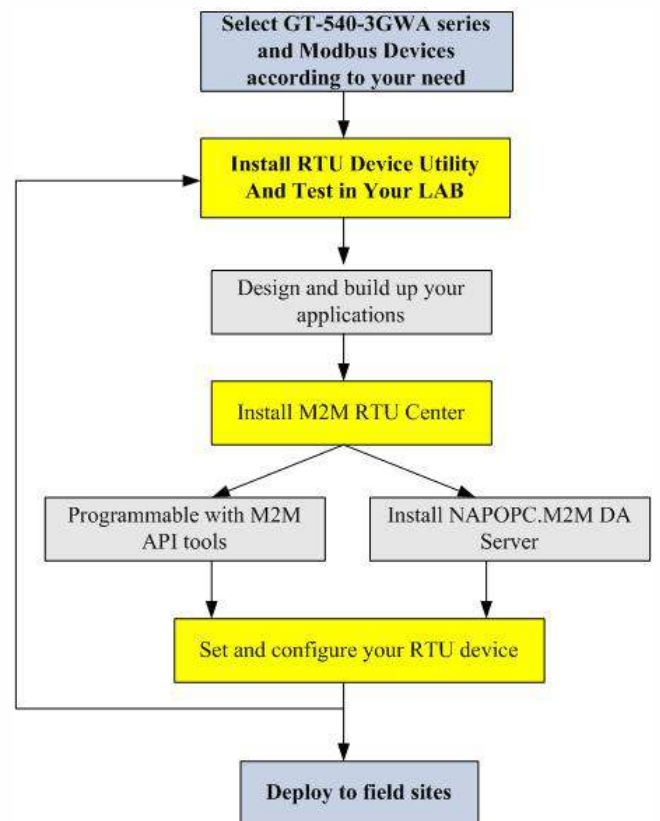 Select GT-540-3GWA series
and Modbus Devices
according to your need
Install RTU Device Utility
And Test in Your LAB
Design and build up your
applications
Install M2M RTU Center
Programmable with M2M
API tools
Install NAPOPC.M2M DA
Server
Set and configure your RTU device
Deploy to field sites